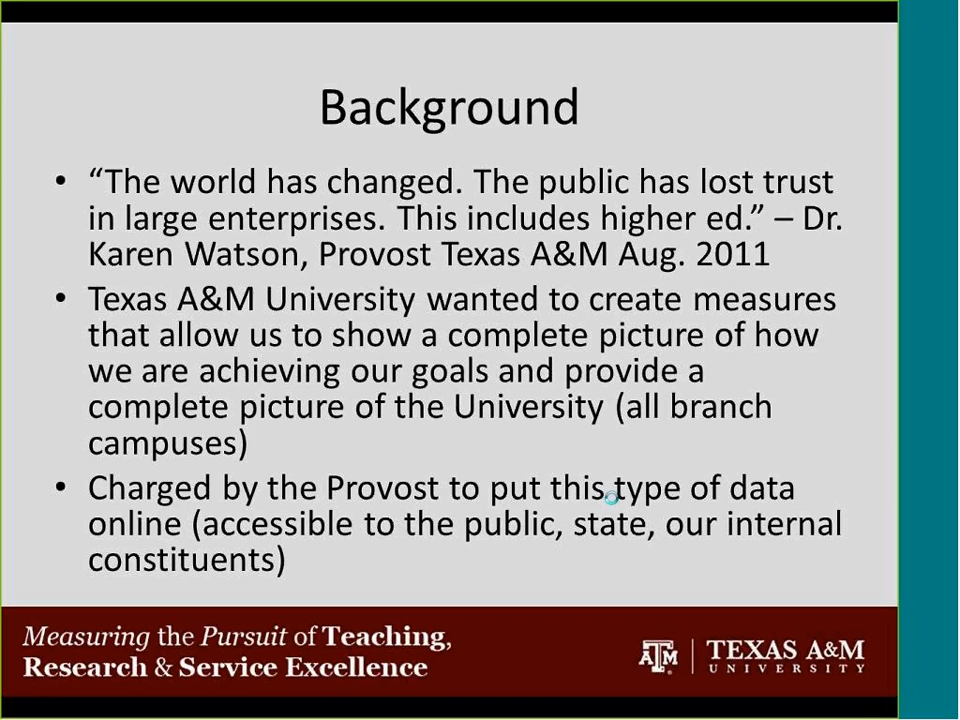 Background
• “The world has changed. The public has lost trust
in large enterprises. This includes higher ed.” – Dr.
Karen Watson, Provost Texas A&M Aug. 2011
• Texas A&M University wanted to create measures
that allow us to show a complete picture of how
we are achieving our goals and provide a
complete picture of the University (all branch
campuses)
• Charged by the Provost to put this type of data
online (accessible to the public, state, our internal
constituents)
Measuring the Pursuit of Teaching,
Research & Service Excellence
ATM | TEXAS A&M
UNIVERSITY